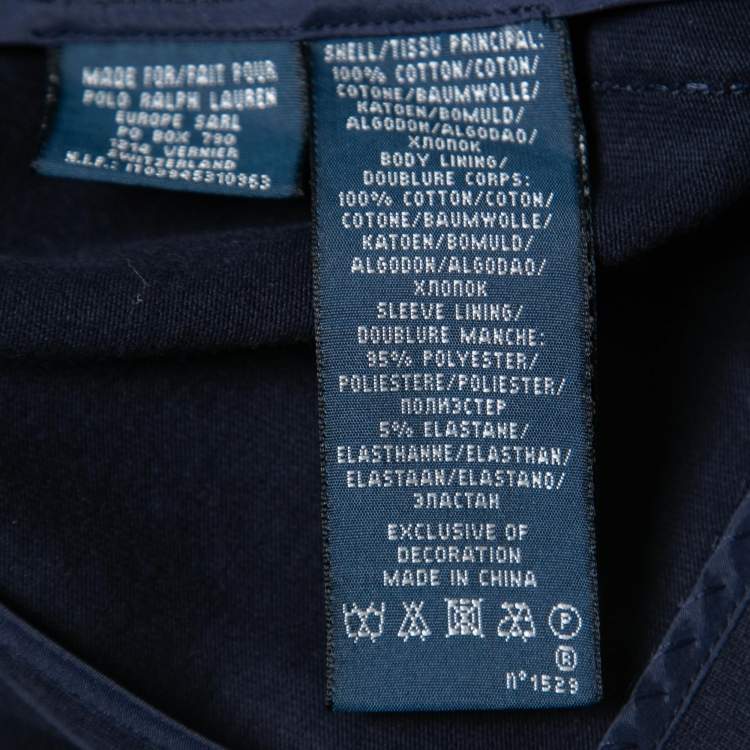 MADE FOR/FAIT POUR
POLO RALPH LAUREN
EUROPE SARL
PO BOX 790
1214 VERNIER
SWITZERLAND
N.I.F.: IT03945310963
SHELL/TISSU PRINCIPAL:
100% COTTON/COTON/
COTONE/BAUMWOLLE/
KATOEN/BOMULD/
ALGODON/ALGODAO/
ХЛОПОК
BODY LINING/
DOUBLURE CORPS:
100% COTTON/COTON/
COTONE/BAUMWOLLE/
KATOEN/BOMULD/
ALGODON/ALGODAO/
ХЛОПОК
SLEEVE LINING/
DOUBLURE MANCHE:
95% POLYESTER/
POLIESTERE/POLIESTER/
ПОЛИЭСТЕР
5% ELASTANE/
ELASTHANNE/ELASTHAN/
ELASTAAN/ELASTANO/
ЭЛАСТАН
EXCLUSIVE OF
DECORATION
MADE IN CHINA
P
®
n°1529